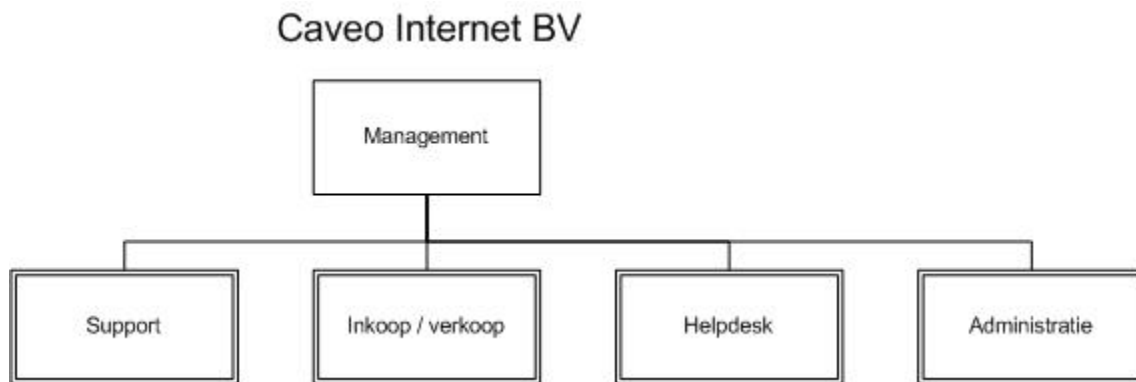 Caveo Internet BV
Management
Support
Inkoop / verkoop
Helpdesk
Administratie